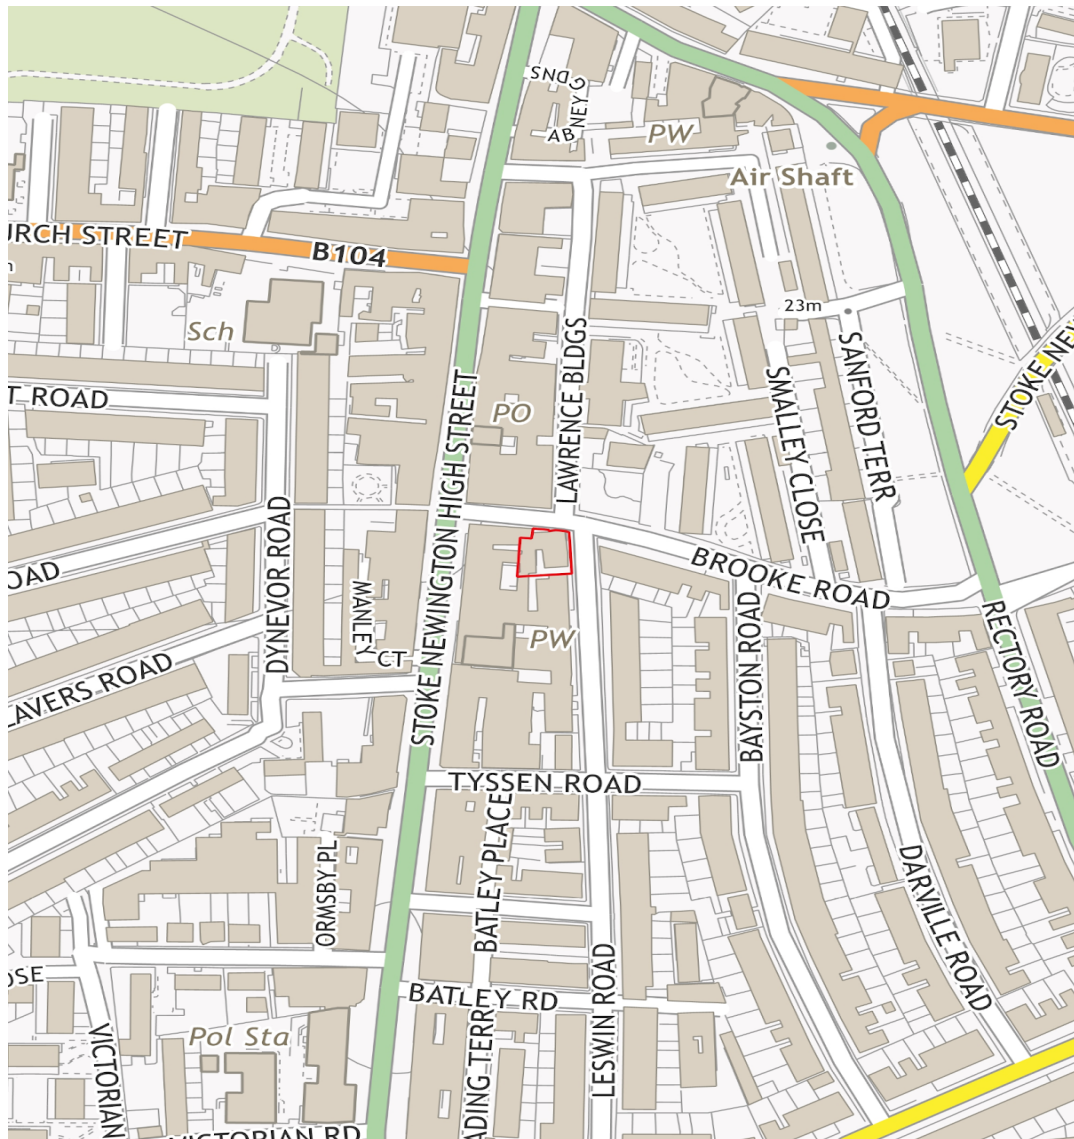 ABNEY GDNS
PW
Air Shaft
URCH STREET
B104
23m
Sch
LAWRENCE BLDGS
SANFORD TERR
STOKE NEW
T ROAD
SMALLEY CLOSE
PO
STOKE NEWINGTON HIGH STREET
DYNEVOR ROAD
BROOKE ROAD
OAD
MANLEY CT
BAYSTON ROAD
RECTORY ROAD
PW
LAVERS ROAD
TYSSEN ROAD
BATLEY PLACE
ORMSBY PL
DARVILLE ROAD
OSE
BATLEY RD
LESWIN ROAD
Pol Sta
VICTORIAN
ADING TERR
VICTORIAN RD